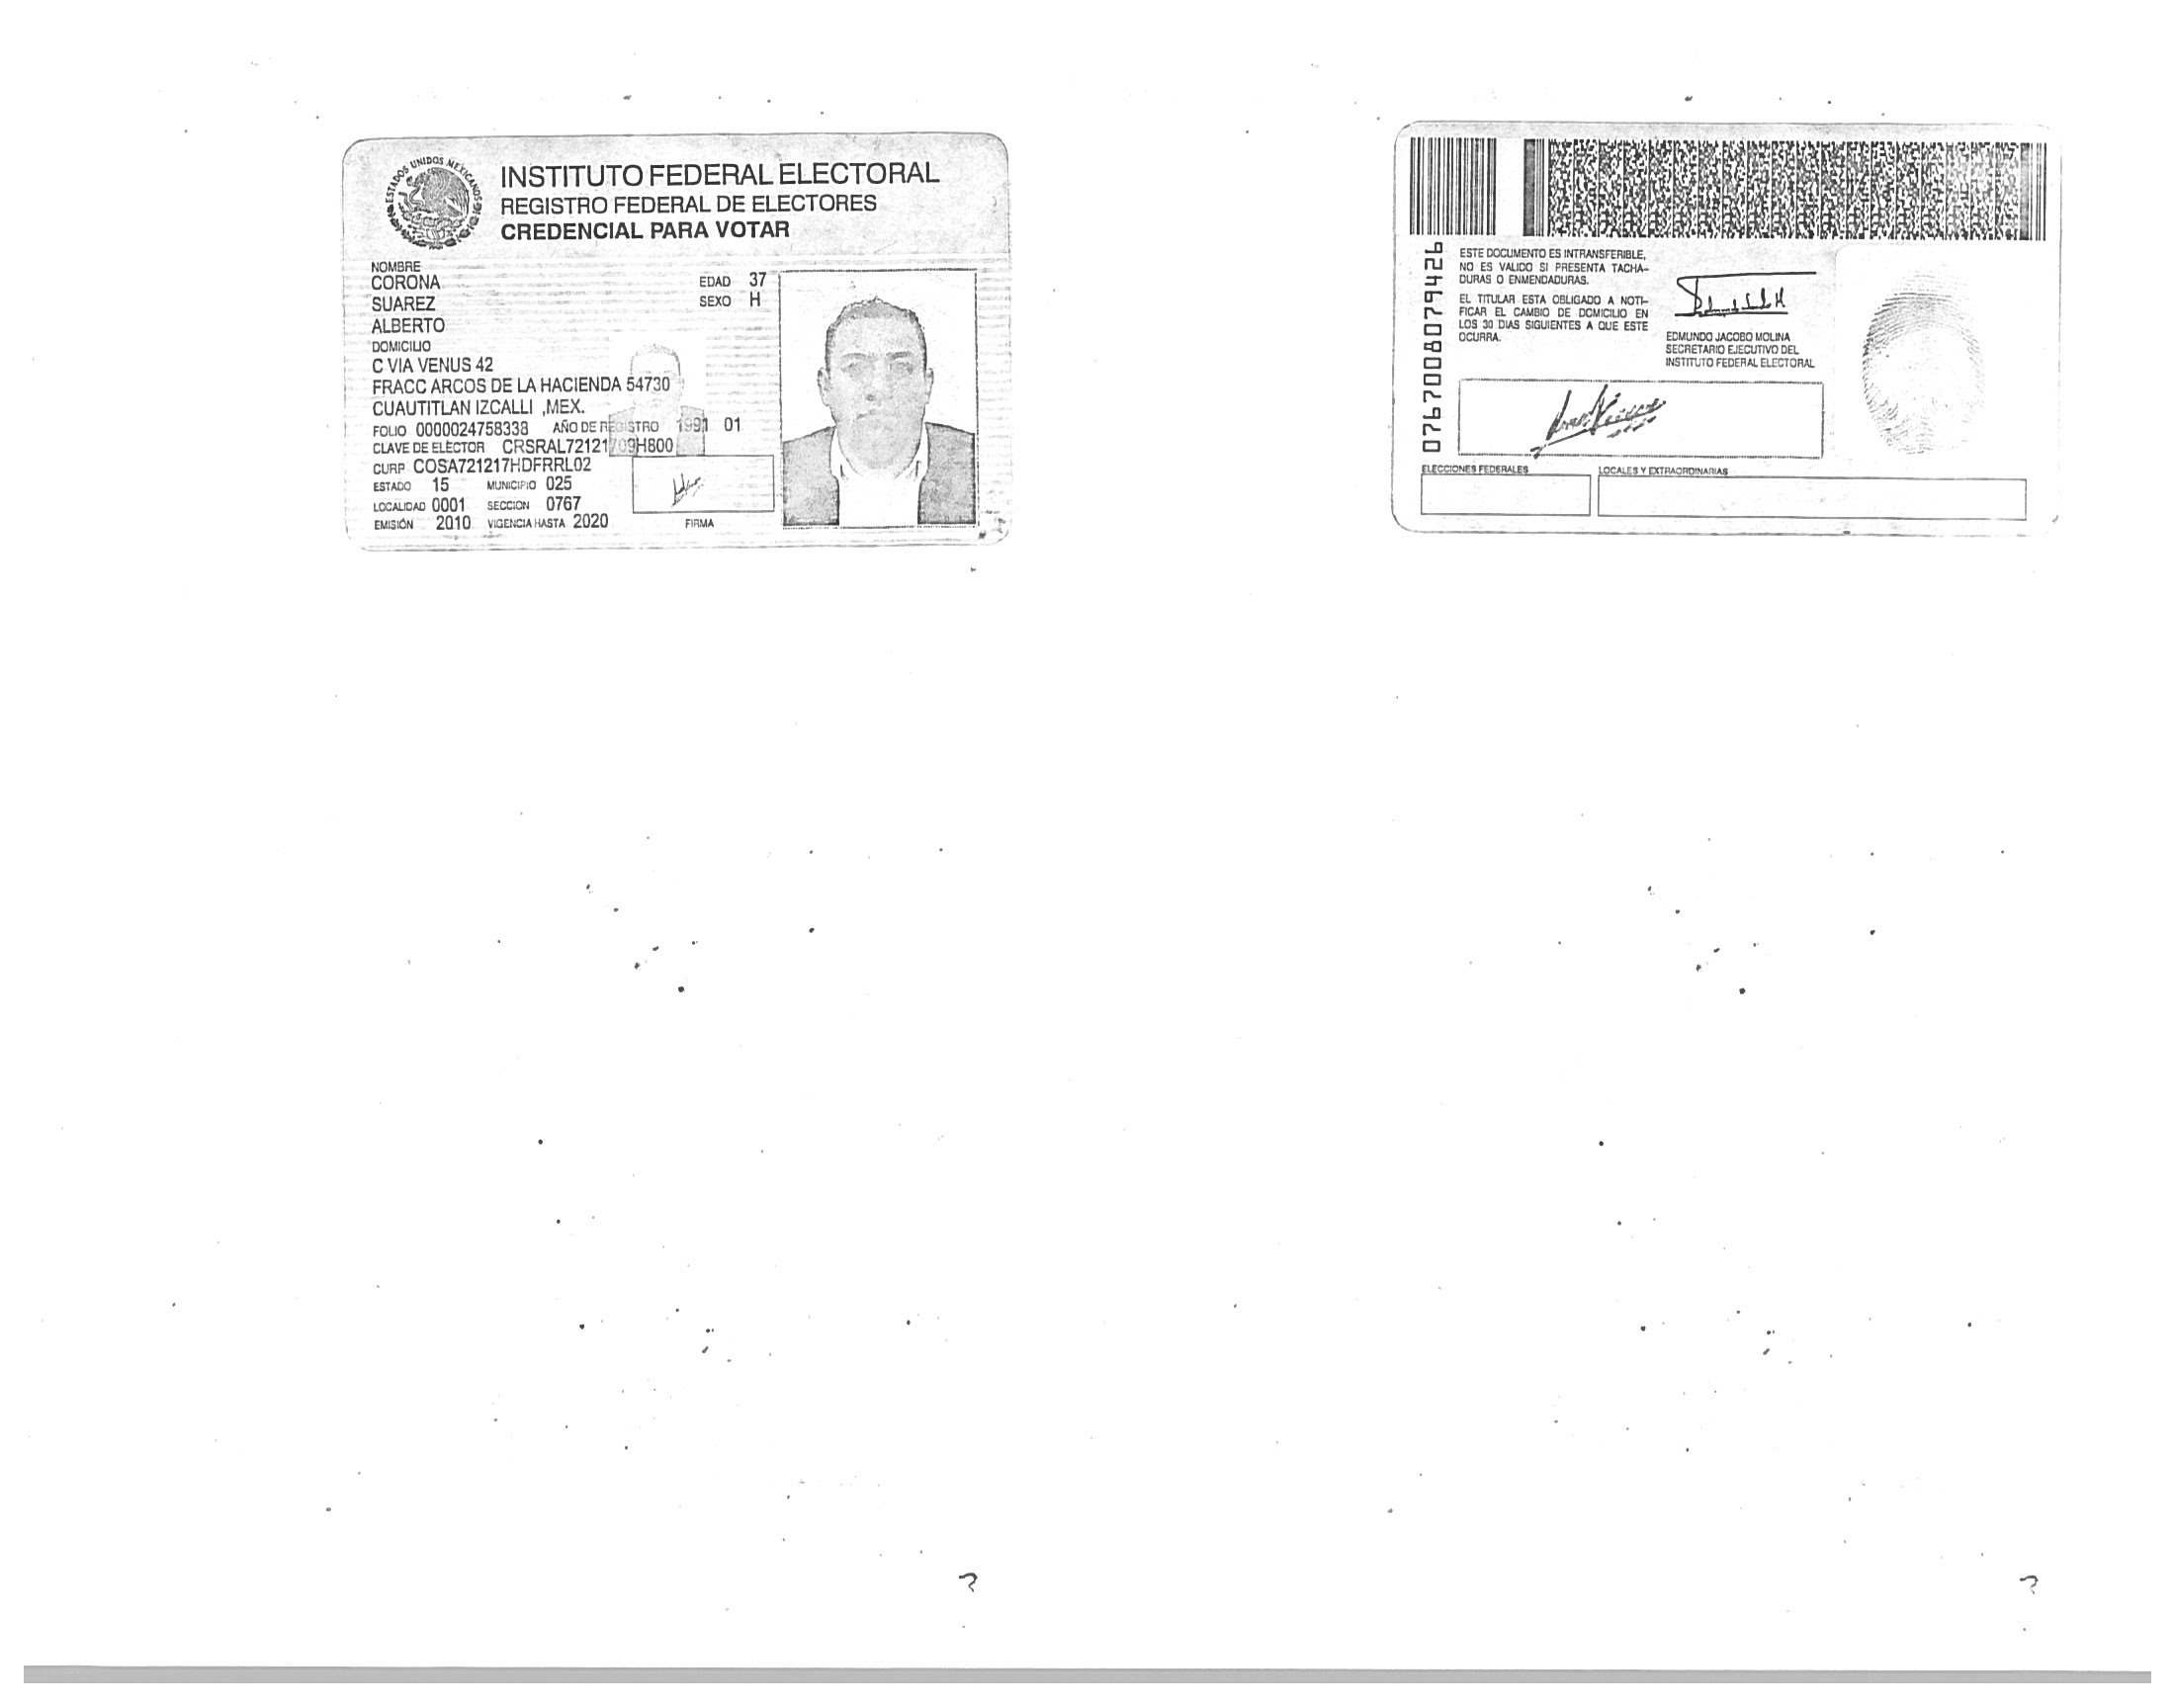 ESTADOS UNIDOS MEXICANOS
INSTITUTO FEDERAL ELECTORAL
REGISTRO FEDERAL DE ELECTORES
CREDENCIAL PARA VOTAR
NOMBRE
CORONA
SUAREZ
ALBERTO
EDAD 37
SEXO H
DOMICILIO
C VIA VENUS 42
FRACC ARCOS DE LA HACIENDA 54730
CUAUTITLAN IZCALLI ,MEX.
FOLIO 0000024758338 AÑO DE REGISTRO 1991 01
CLAVE DE ELECTOR CRSRAL72121709H800
CURP COSA721217HDFRRL02
ESTADO 15 MUNICIPIO 025
LOCALIDAD 0001 SECCION 0767
EMISIÓN 2010 VIGENCIA HASTA 2020
FIRMA
0767008079426
ESTE DOCUMENTO ES INTRANSFERIBLE,
NO ES VALIDO SI PRESENTA TACHA-
DURAS O ENMENDADURAS.
EL TITULAR ESTA OBLIGADO A NOTI-
FICAR EL CAMBIO DE DOMICILIO EN
LOS 30 DIAS SIGUIENTES A QUE ESTE
OCURRA.
EDMUNDO JACOBO MOLINA
SECRETARIO EJECUTIVO DEL
INSTITUTO FEDERAL ELECTORAL
ELECCIONES FEDERALES
LOCALES Y EXTRAORDINARIAS